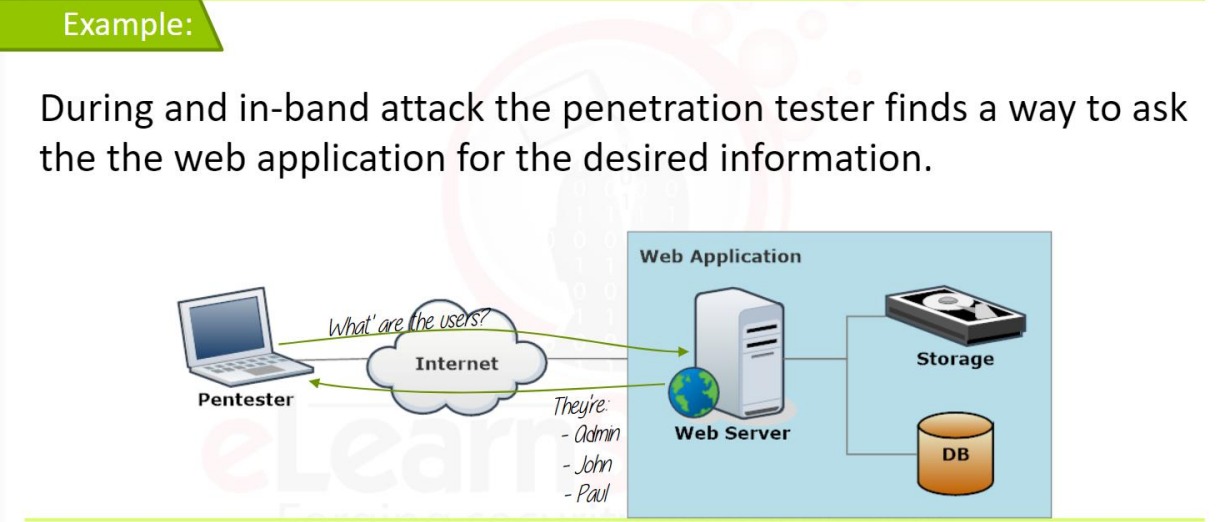 Example:
During and in-band attack the penetration tester finds a way to ask
the the web application for the desired information.
Web Application
What' are the users?
Internet
Storage
Pentester
They're:
- Admin
- John
- Paul
Web Server
DB